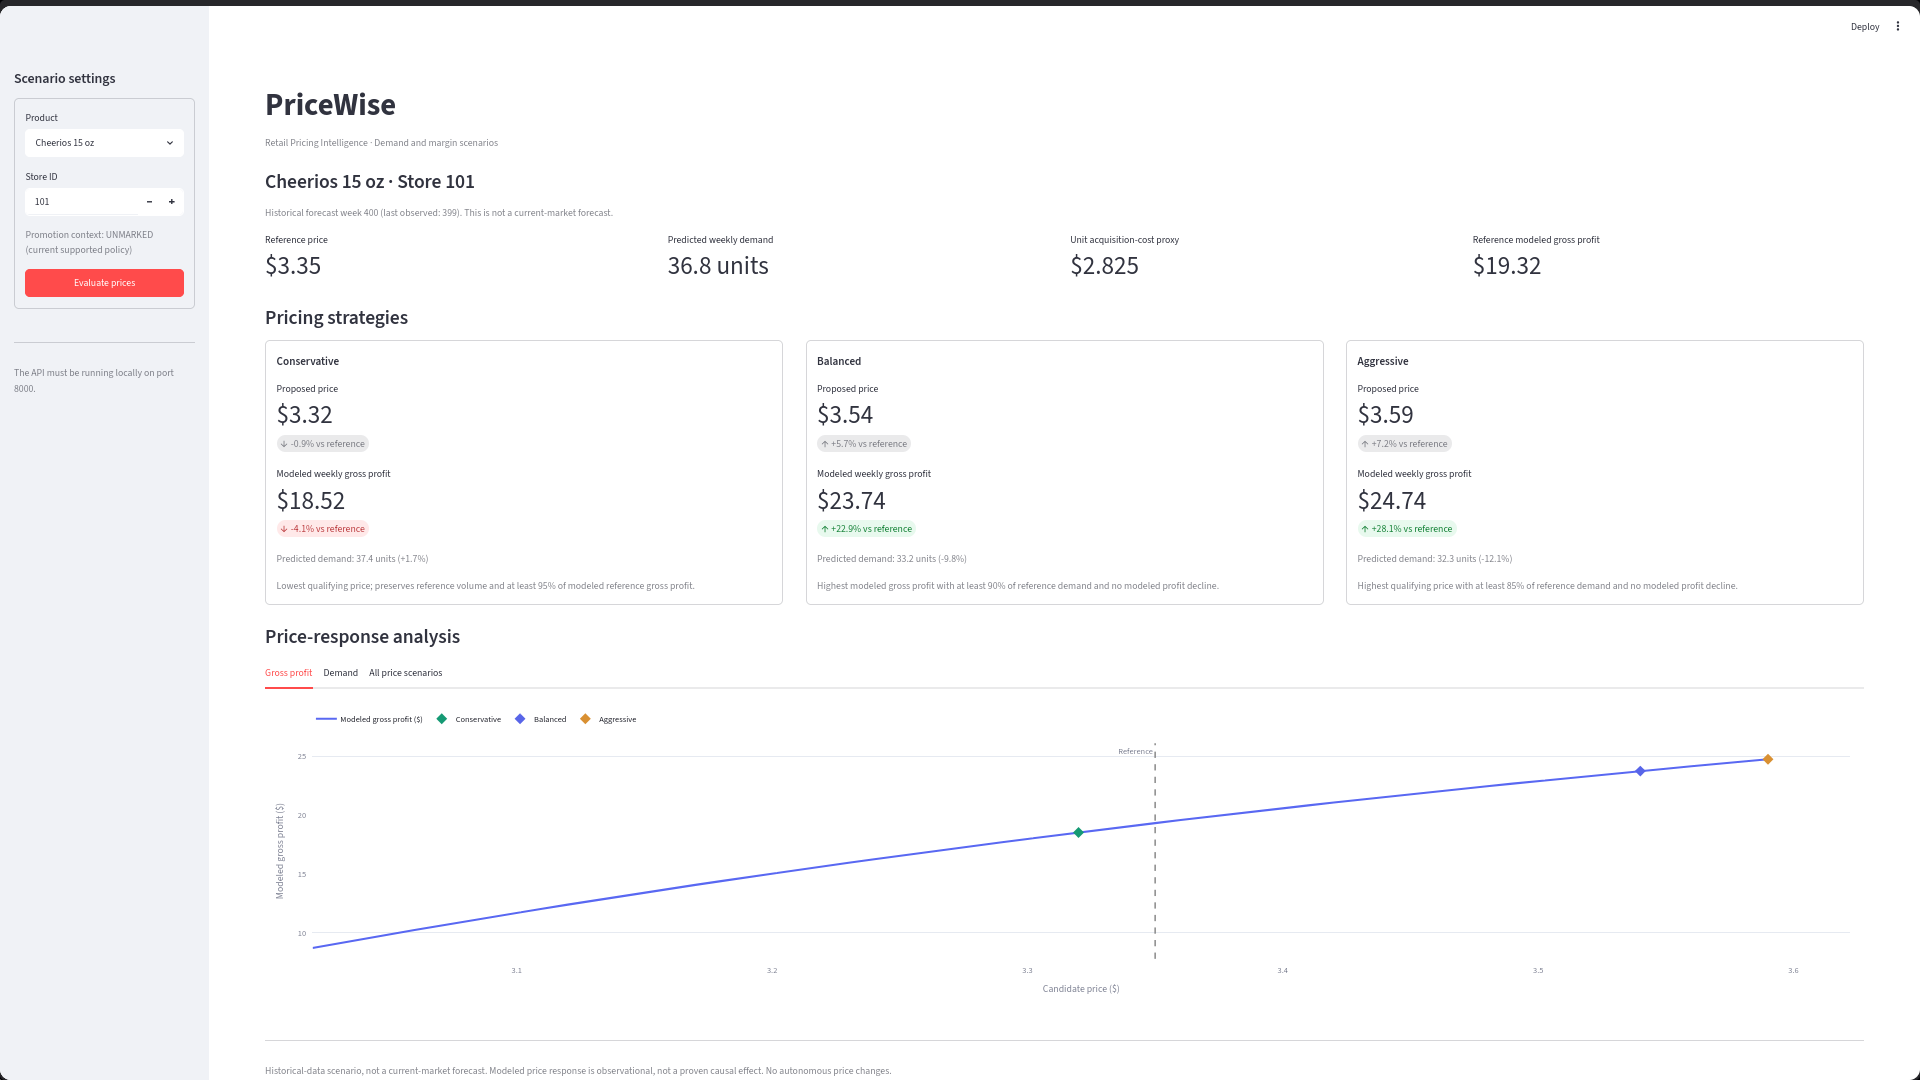 Deploy
Scenario settings
Product
Cheerios 15 oz
Store ID
101
Promotion context: UNMARKED
(current supported policy)
Evaluate prices
The API must be running locally on port
8000.
PriceWise
Retail Pricing Intelligence · Demand and margin scenarios
Cheerios 15 oz · Store 101
Historical forecast week 400 (last observed: 399). This is not a current-market forecast.
Reference price
$3.35
Predicted weekly demand
36.8 units
Unit acquisition-cost proxy
$2.825
Reference modeled gross profit
$19.32
Pricing strategies
Conservative
Proposed price
$3.32
↓ -0.9% vs reference
Modeled weekly gross profit
$18.52
↓ -4.1% vs reference
Predicted demand: 37.4 units (+1.7%)
Lowest qualifying price; preserves reference volume and at least 95% of modeled reference gross profit.
Balanced
Proposed price
$3.54
↑ +5.7% vs reference
Modeled weekly gross profit
$23.74
↑ +22.9% vs reference
Predicted demand: 33.2 units (-9.8%)
Highest modeled gross profit with at least 90% of reference demand and no modeled profit decline.
Aggressive
Proposed price
$3.59
↑ +7.2% vs reference
Modeled weekly gross profit
$24.74
↑ +28.1% vs reference
Predicted demand: 32.3 units (-12.1%)
Highest qualifying price with at least 85% of reference demand and no modeled profit decline.
Price-response analysis
Gross profit Demand All price scenarios
Modeled gross profit ($) Conservative Balanced Aggressive
Reference
25
20
15
10
Modeled gross profit ($)
3.1 3.2 3.3 3.4 3.5 3.6
Candidate price ($)
Historical-data scenario, not a current-market forecast. Modeled price response is observational, not a proven causal effect. No autonomous price changes.